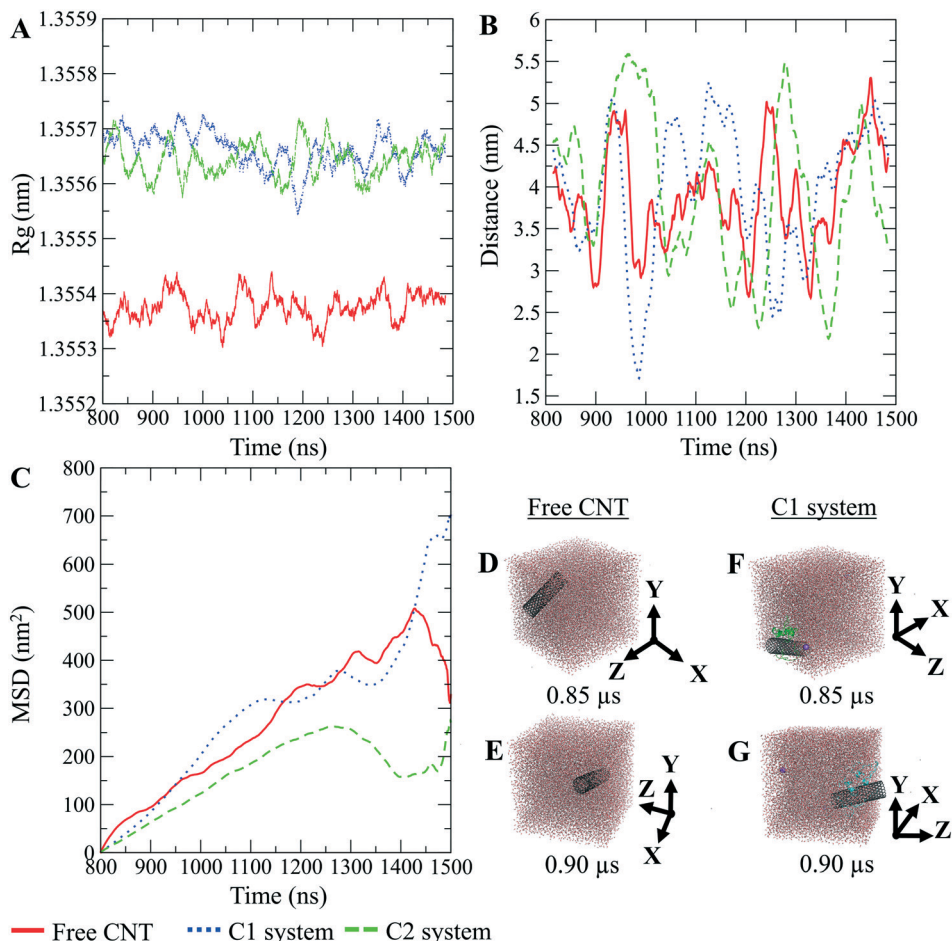 A
1.3559
1.3558
1.3557
1.3556
1.3555
1.3554
1.3553
1.3552
Rg (nm)
800 900 1000 1100 1200 1300 1400 1500
Time (ns)
B
6
5.5
5
4.5
4
3.5
3
2.5
2
1.5
Distance (nm)
800 900 1000 1100 1200 1300 1400 1500
Time (ns)
C
800
700
600
500
400
300
200
100
0
MSD (nm²)
800 900 1000 1100 1200 1300 1400 1500
Time (ns)
Free CNT
C1 system
D
Y
Z
X
0.85 µs
F
Y
X
Z
0.85 µs
E
Y
Z
X
0.90 µs
G
Y
X
Z
0.90 µs
Free CNT C1 system C2 system